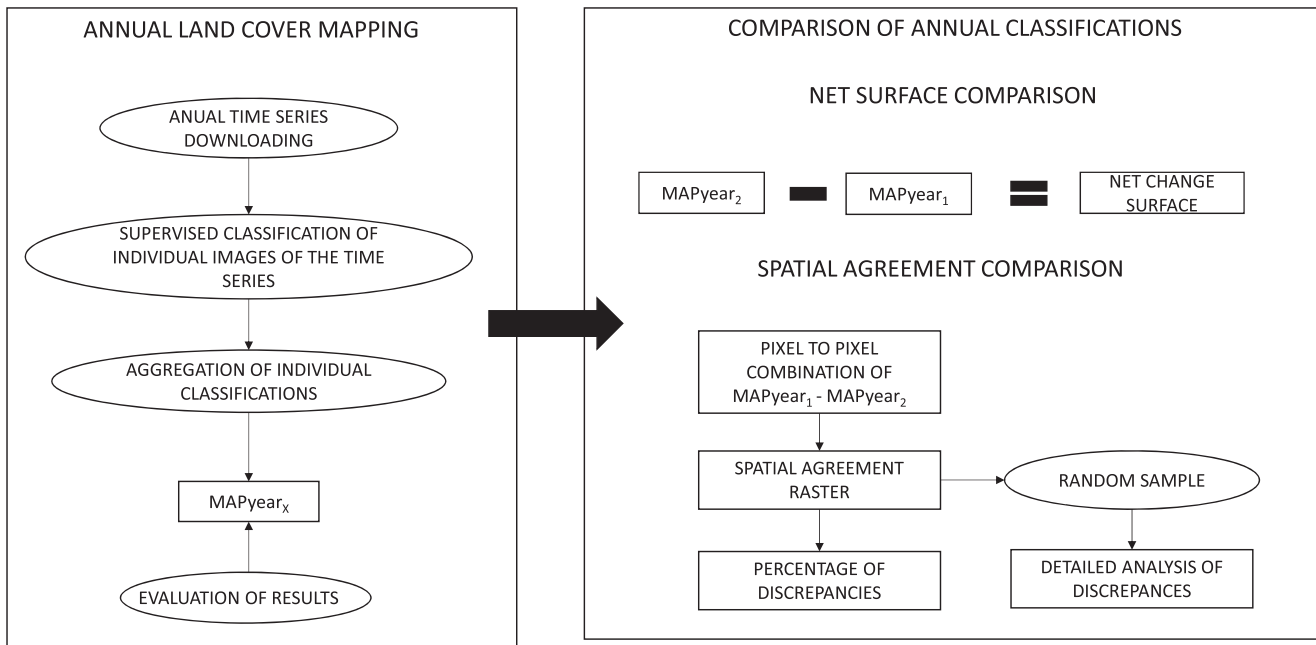 ANNUAL LAND COVER MAPPING
ANUAL TIME SERIES
DOWNLOADING
SUPERVISED CLASSIFICATION OF
INDIVIDUAL IMAGES OF THE TIME
SERIES
AGGREGATION OF INDIVIDUAL
CLASSIFICATIONS
MAPyearₓ
EVALUATION OF RESULTS
COMPARISON OF ANNUAL CLASSIFICATIONS
NET SURFACE COMPARISON
MAPyear₂
MAPyear₁
NET CHANGE
SURFACE
SPATIAL AGREEMENT COMPARISON
PIXEL TO PIXEL
COMBINATION OF
MAPyear₁ - MAPyear₂
SPATIAL AGREEMENT
RASTER
RANDOM SAMPLE
PERCENTAGE OF
DISCREPANCIES
DETAILED ANALYSIS OF
DISCREPANCES